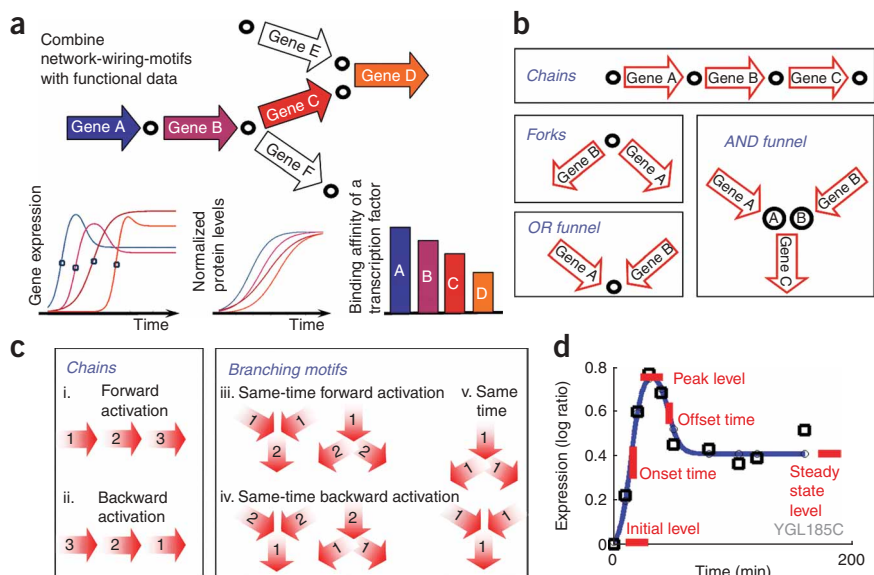 a
Combine
network-wiring-motifs
with functional data
Gene A
Gene B
Gene C
Gene E
Gene F
Gene D
Gene expression
Time
Normalized
protein levels
Time
Binding affinity of a
transcription factor
A
B
C
D
b
Chains
Gene A
Gene B
Gene C
Forks
Gene B
Gene A
OR funnel
Gene A
Gene B
AND funnel
Gene A
Gene B
A
B
Gene C
c
Chains
i.
Forward
activation
1
2
3
ii.
Backward
activation
3
2
1
Branching motifs
iii. Same-time forward activation
1
1
2
1
2
2
iv. Same-time backward activation
2
2
1
2
1
1
v. Same
time
1
1
1
1
1
1
d
Expression (log ratio)
0.8
0.6
0.4
0.2
0
0
200
Time (min)
Peak level
Offset time
Onset time
Steady
state
level
Initial level
YGL185C